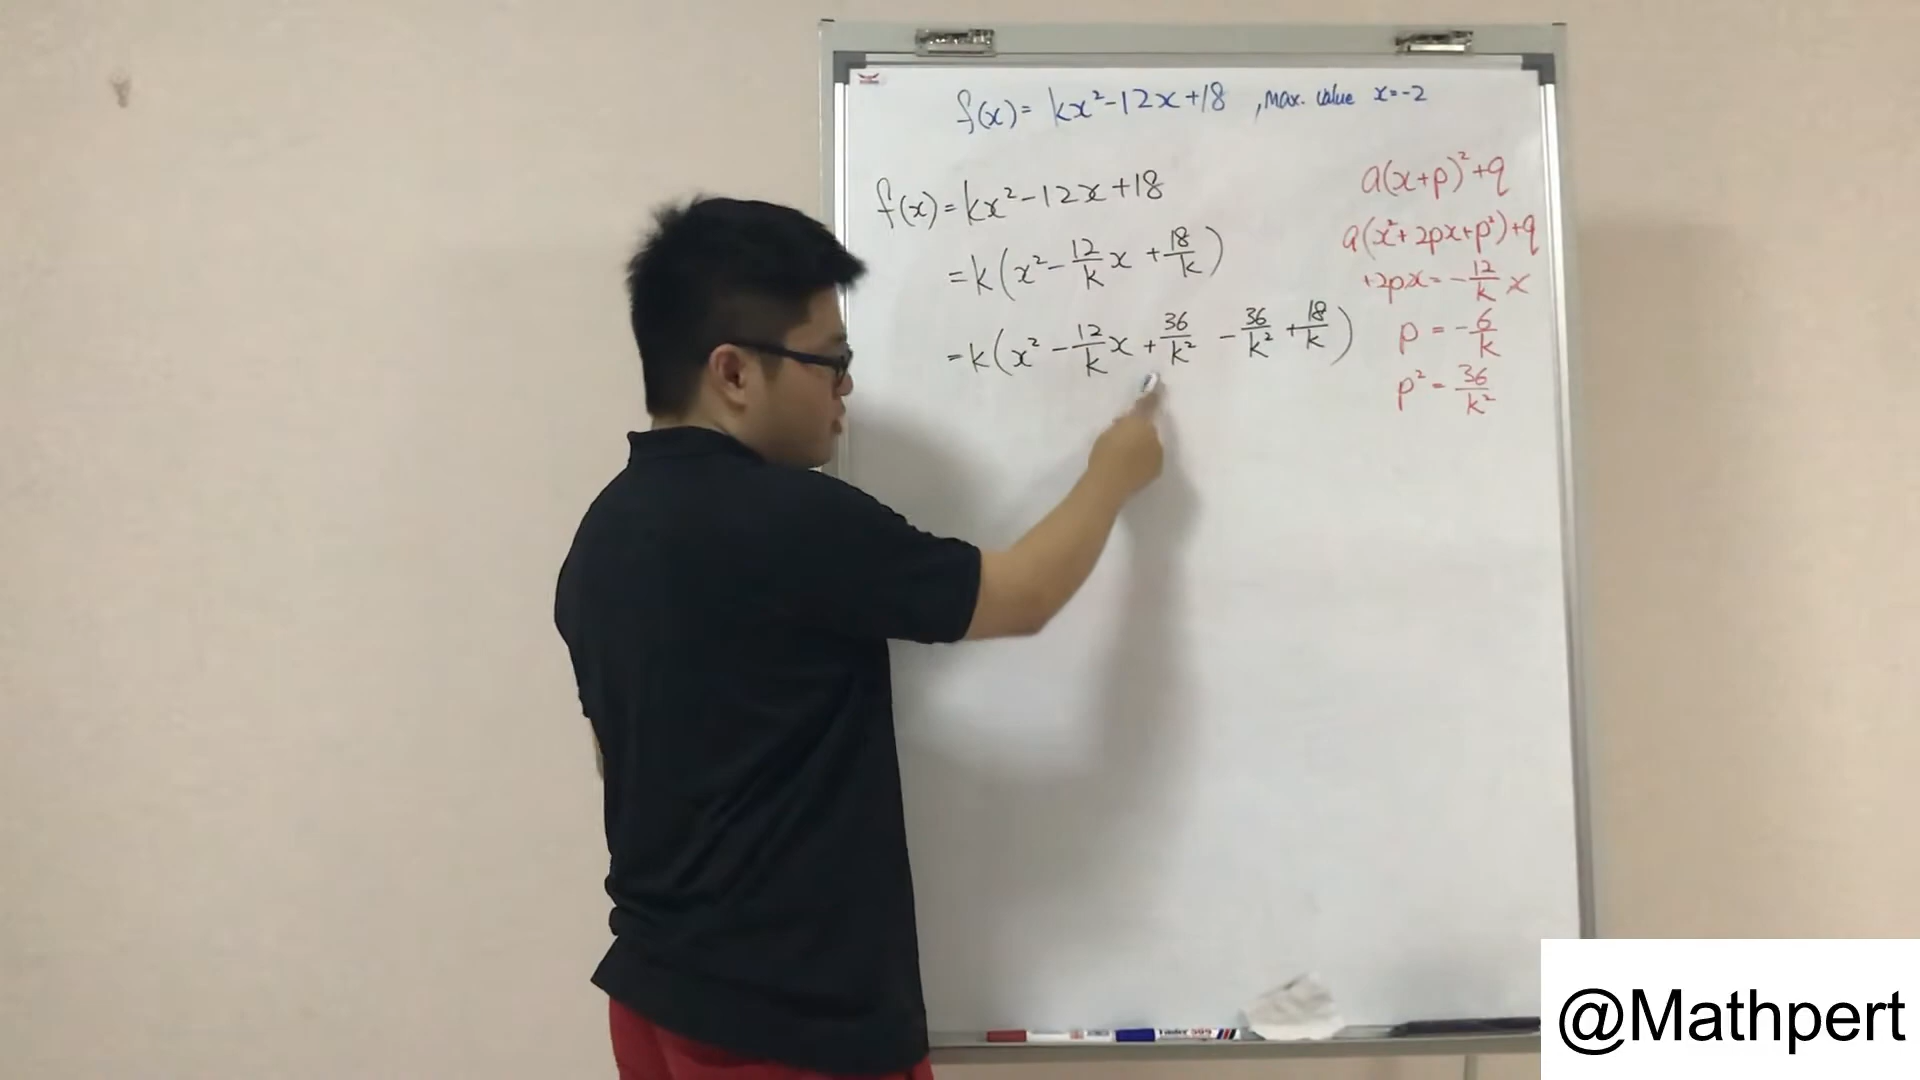 f(x) = kx² - 12x + 18 , Max. value x = -2
f(x) = kx² - 12x + 18
= k(x² - 12/k x + 18/k)
= k(x² - 12/k x + 36/k² - 36/k² + 18/k)
a(x+p)² + q
a(x² + 2px + p²) + q
+2px = - 12/k x
p = - 6/k
p² = 36/k²
@Mathpert